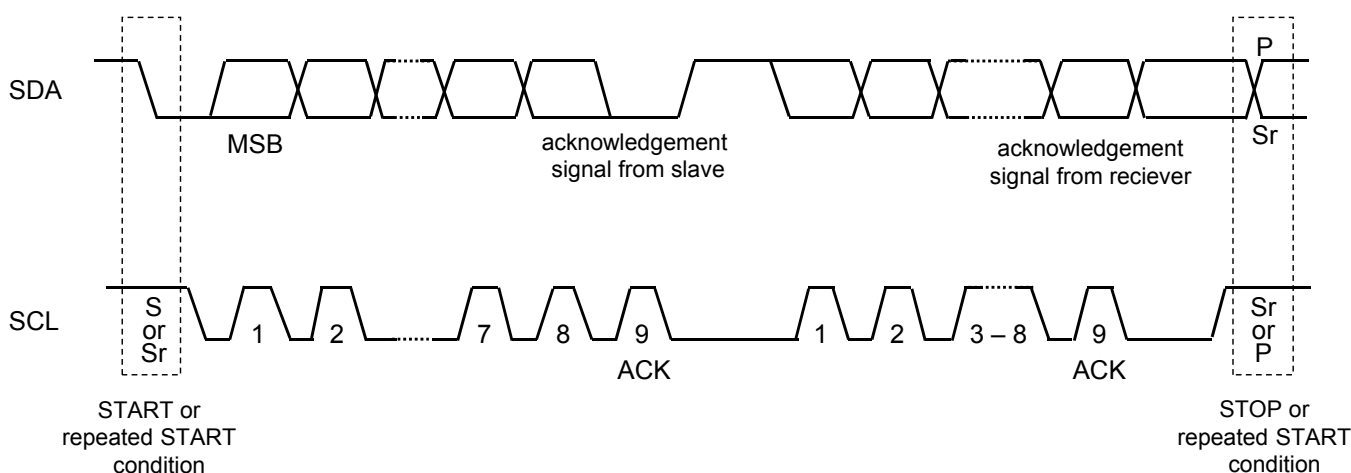 P
SDA
MSB
acknowledgement
signal from slave
Sr
acknowledgement
signal from reciever
SCL
S
or
Sr
1
2
7
8
9
1
2
3 – 8
9
Sr
or
P
ACK
ACK
START or
repeated START
condition
STOP or
repeated START
condition